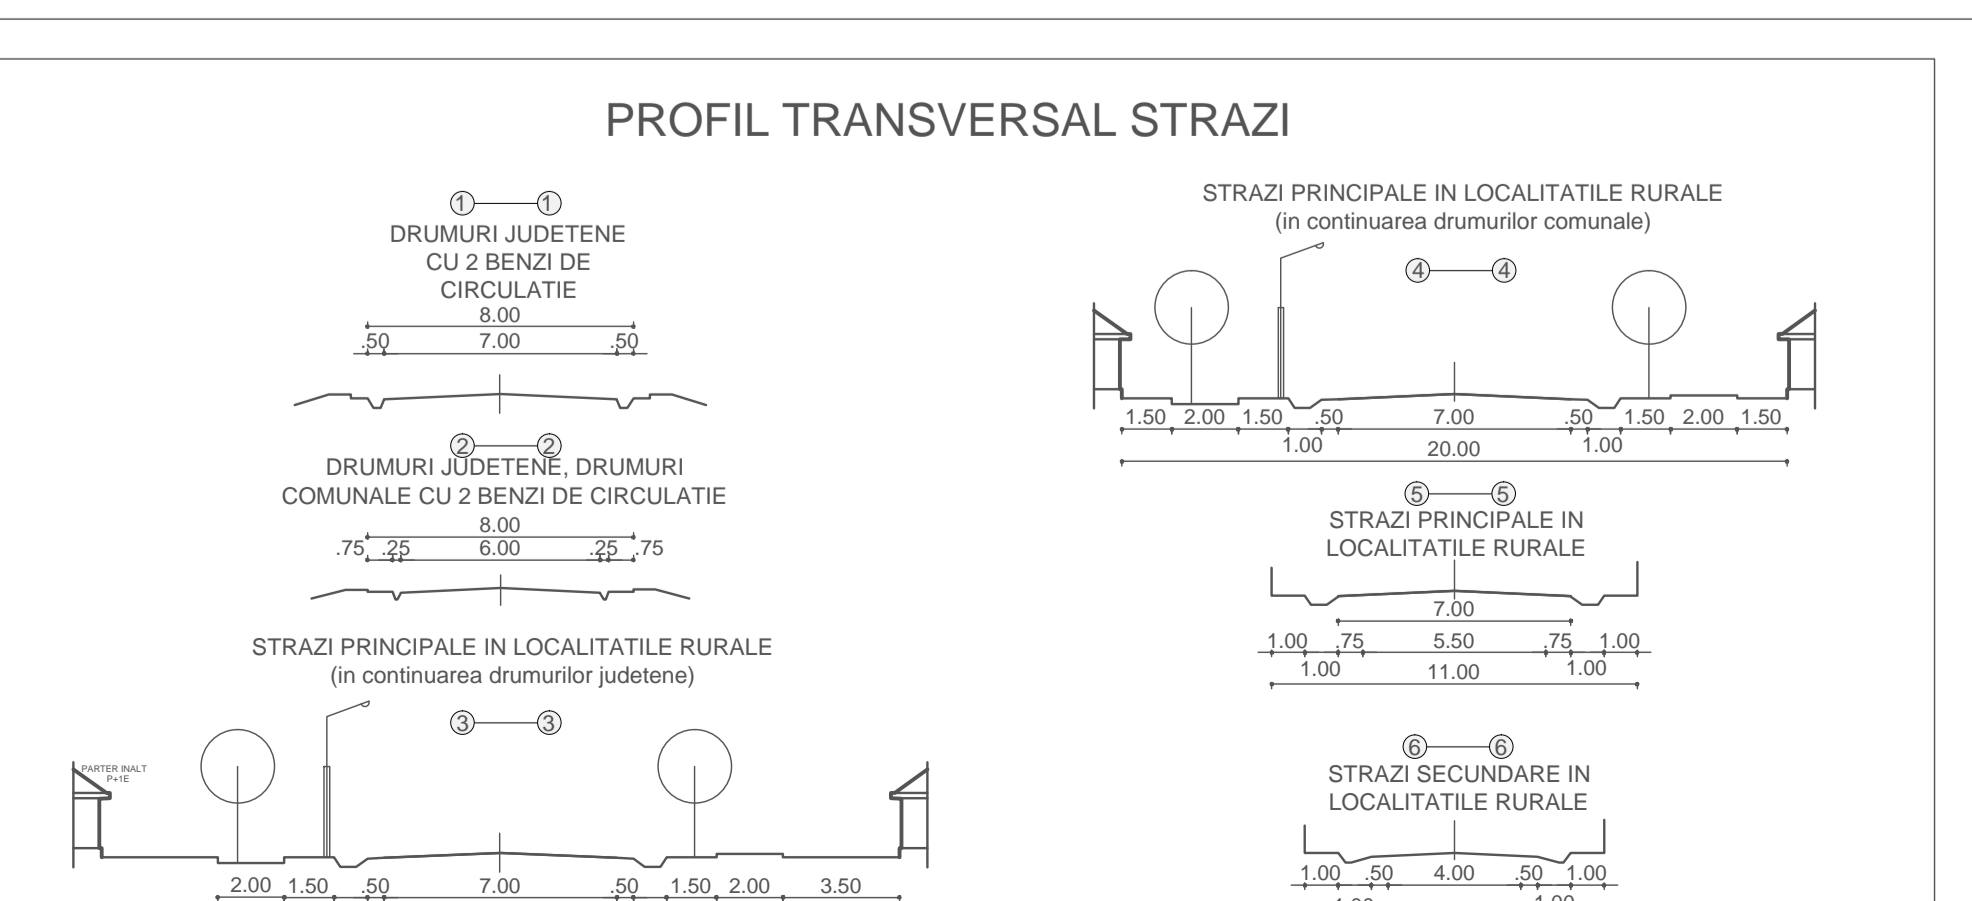 PROFIL TRANSVERSAL STRAZI
1 1
DRUMURI JUDETENE
CU 2 BENZI DE
CIRCULATIE
8.00
.50 7.00 .50
2 2
DRUMURI JUDETENE, DRUMURI
COMUNALE CU 2 BENZI DE CIRCULATIE
8.00
.75 .25 6.00 .25 .75
STRAZI PRINCIPALE IN LOCALITATILE RURALE
(in continuarea drumurilor judetene)
3 3
PARTER INALT
P+1E
2.00 1.50 .50 7.00 .50 1.50 2.00 3.50
STRAZI PRINCIPALE IN LOCALITATILE RURALE
(in continuarea drumurilor comunale)
4 4
1.50 2.00 1.50 .50 7.00 .50 1.50 2.00 1.50
1.00 20.00 1.00
5 5
STRAZI PRINCIPALE IN
LOCALITATILE RURALE
7.00
1.00 .75 5.50 .75 1.00
1.00 11.00 1.00
6 6
STRAZI SECUNDARE IN
LOCALITATILE RURALE
1.00 .50 4.00 .50 1.00